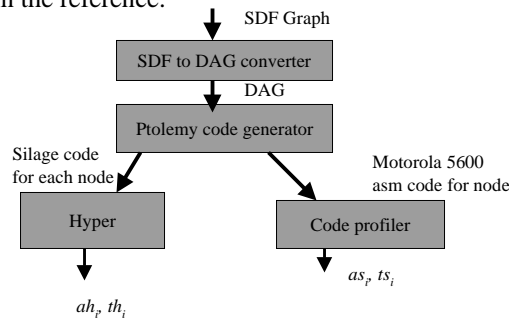 n the reference.
SDF Graph
SDF to DAG converter
DAG
Ptolemy code generator
Silage code
for each node
Motorola 5600
asm code for node
Hyper
Code profiler
as_i, ts_i
ah_i, th_i